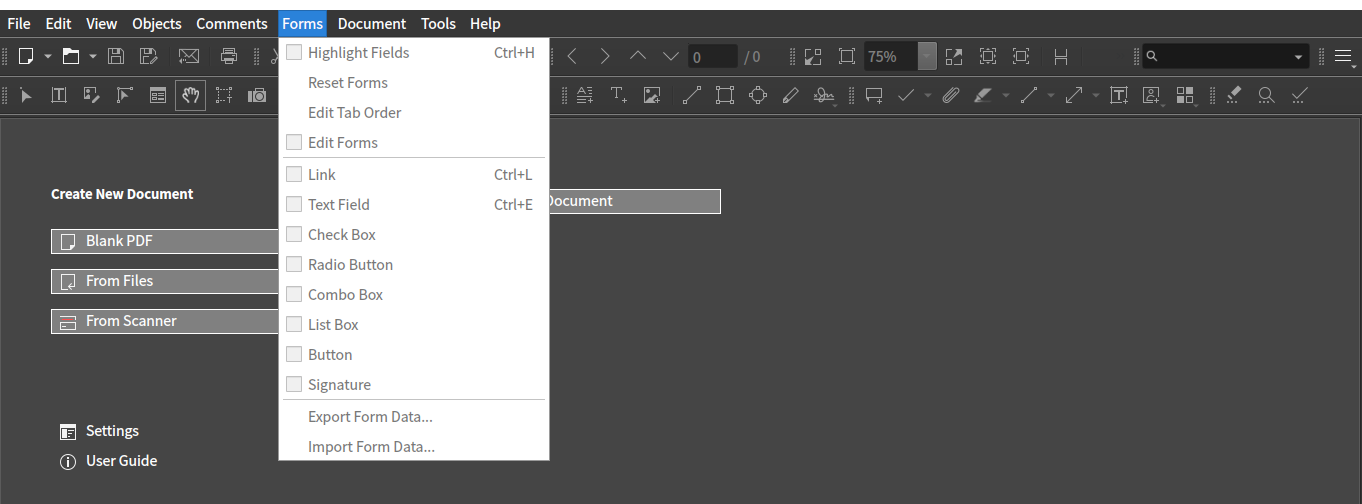 File Edit View Objects Comments Forms Document Tools Help
0 / 0 75%
Highlight Fields Ctrl+H
Reset Forms
Edit Tab Order
Edit Forms
Link Ctrl+L
Text Field Ctrl+E
Check Box
Radio Button
Combo Box
List Box
Button
Signature
Export Form Data...
Import Form Data...
Create New Document
Blank PDF
From Files
From Scanner
Document
Settings
User Guide